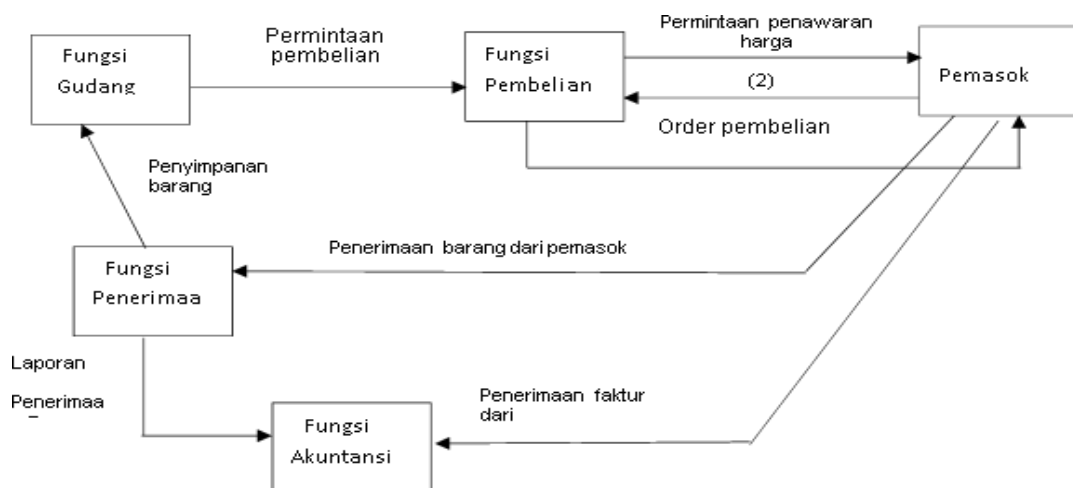 Fungsi
Gudang
Permintaan
pembelian
Fungsi
Pembelian
Permintaan penawaran
harga
(2)
Order pembelian
Pemasok
Penyimpanan
barang
Fungsi
Penerimaa
Penerimaan barang dari pemasok
Laporan
Penerimaa
Penerimaan faktur
dari
Fungsi
Akuntansi